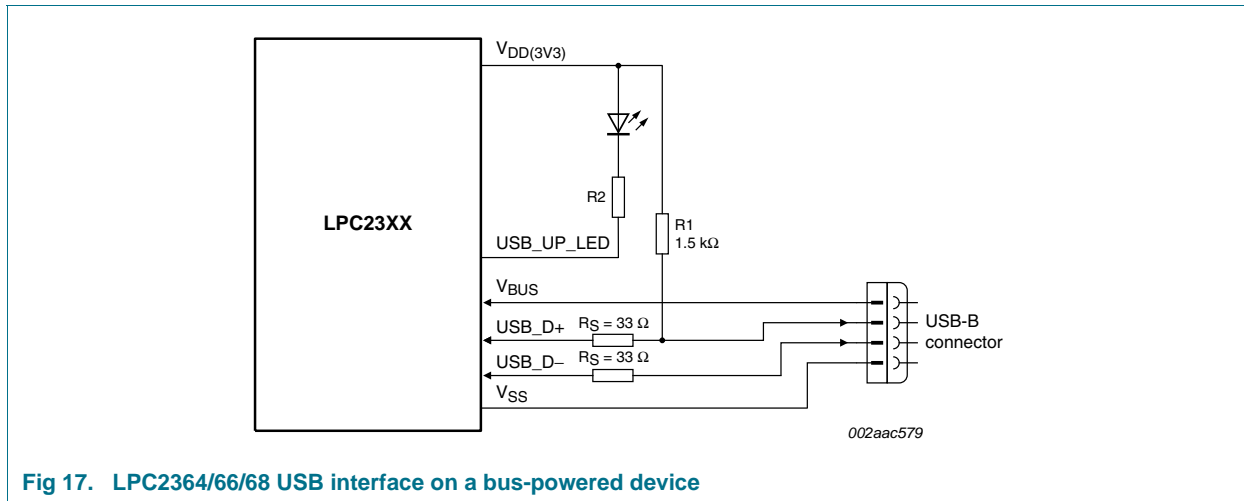 VDD(3V3)
R2
R1
1.5 kΩ
LPC23XX
USB_UP_LED
VBUS
USB_D+
RS = 33 Ω
USB-B
connector
USB_D−
RS = 33 Ω
VSS
002aac579
Fig 17. LPC2364/66/68 USB interface on a bus-powered device